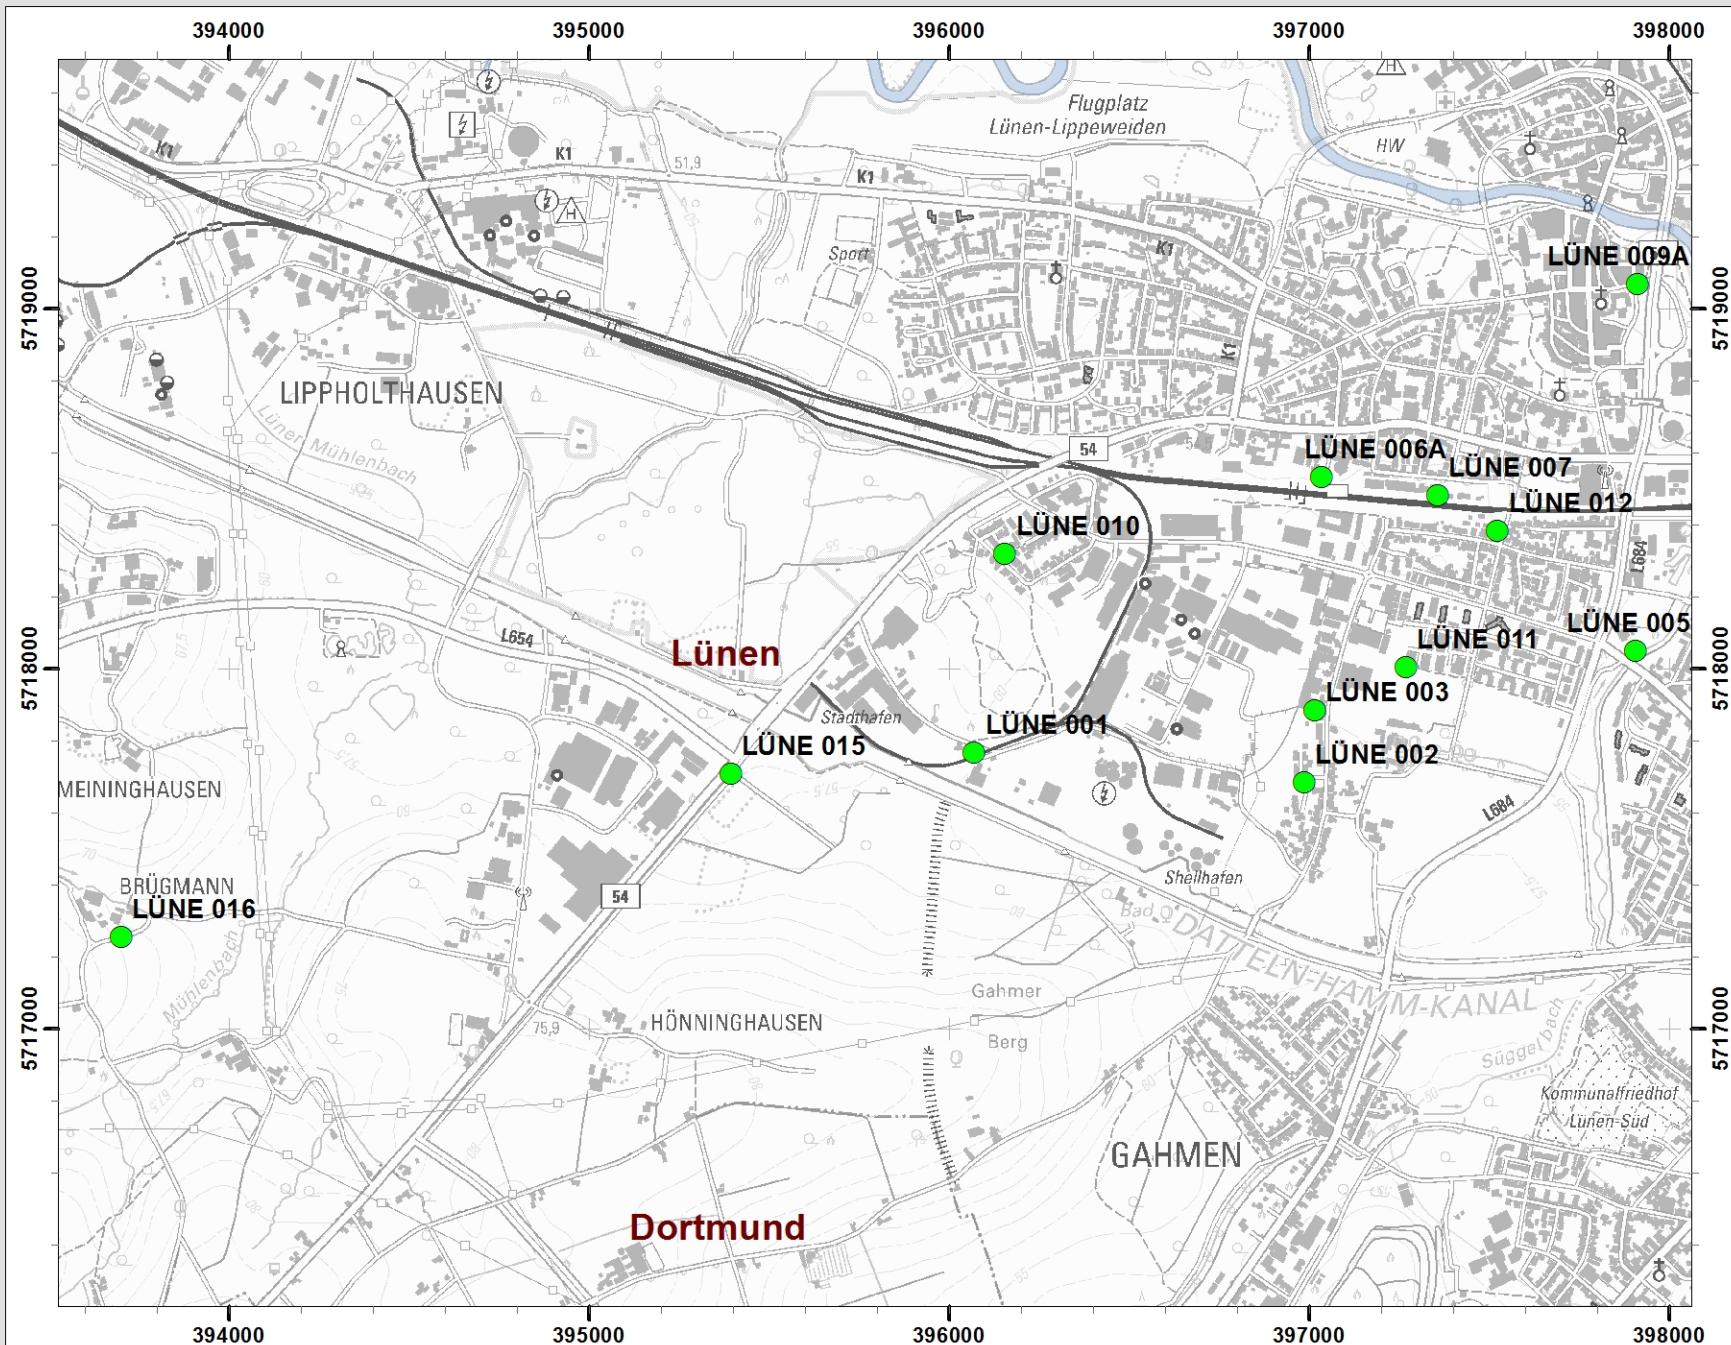 394000 395000 396000 397000 398000
Flugplatz
Lünen-Lippeweiden
HW
K1
K1
51,9
K1
K1
Sport
LÜNE 009A
5719000
5719000
K1
LIPPHOLTHAUSEN
Lüner Mühlenbach
54
LÜNE 006A
LÜNE 007
LÜNE 012
LÜNE 010
L684
LÜNE 005
L654
Lünen
LÜNE 011
5718000
5718000
LÜNE 003
Stadthafen
LÜNE 001
LÜNE 015
LÜNE 002
MEININGHAUSEN
L684
BRÜGMANN
LÜNE 016
54
Shellhafen
Bad
DATTELN-HAMM-KANAL
Mühlenbach
Gahmer
Berg
HÖNNINGHAUSEN
75,9
5717000
5717000
Süggelbach
Kommunalfriedhof
Lünen-Süd
GAHMEN
Dortmund
394000 395000 396000 397000 398000